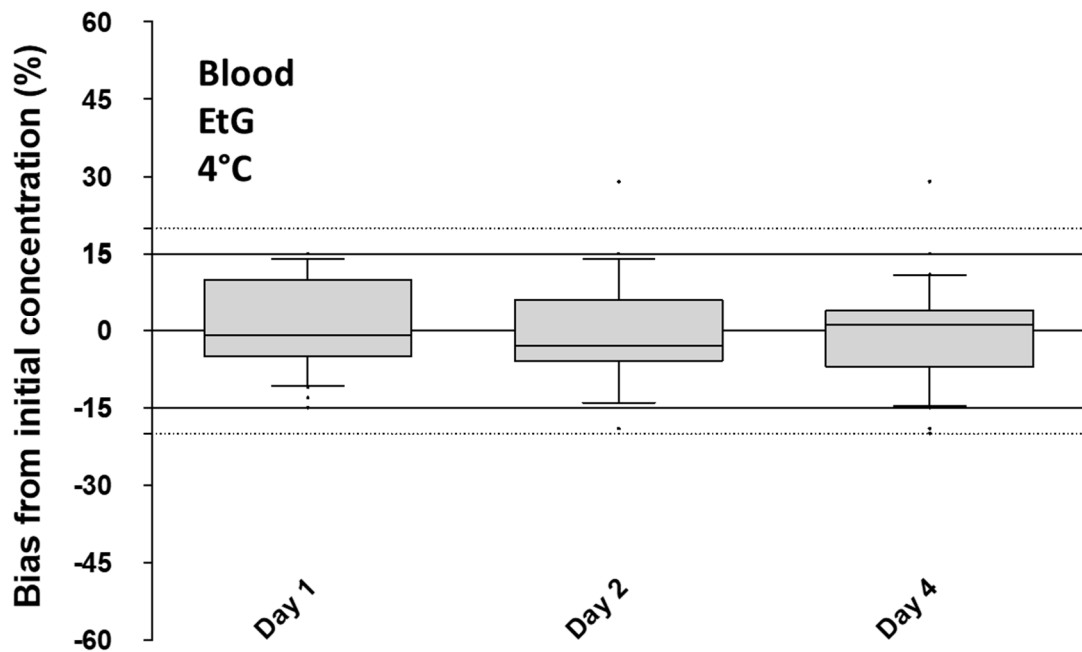 Bias from initial concentration (%)
60
45
30
15
0
-15
-30
-45
-60
Blood
EtG
4°C
Day 1
Day 2
Day 4